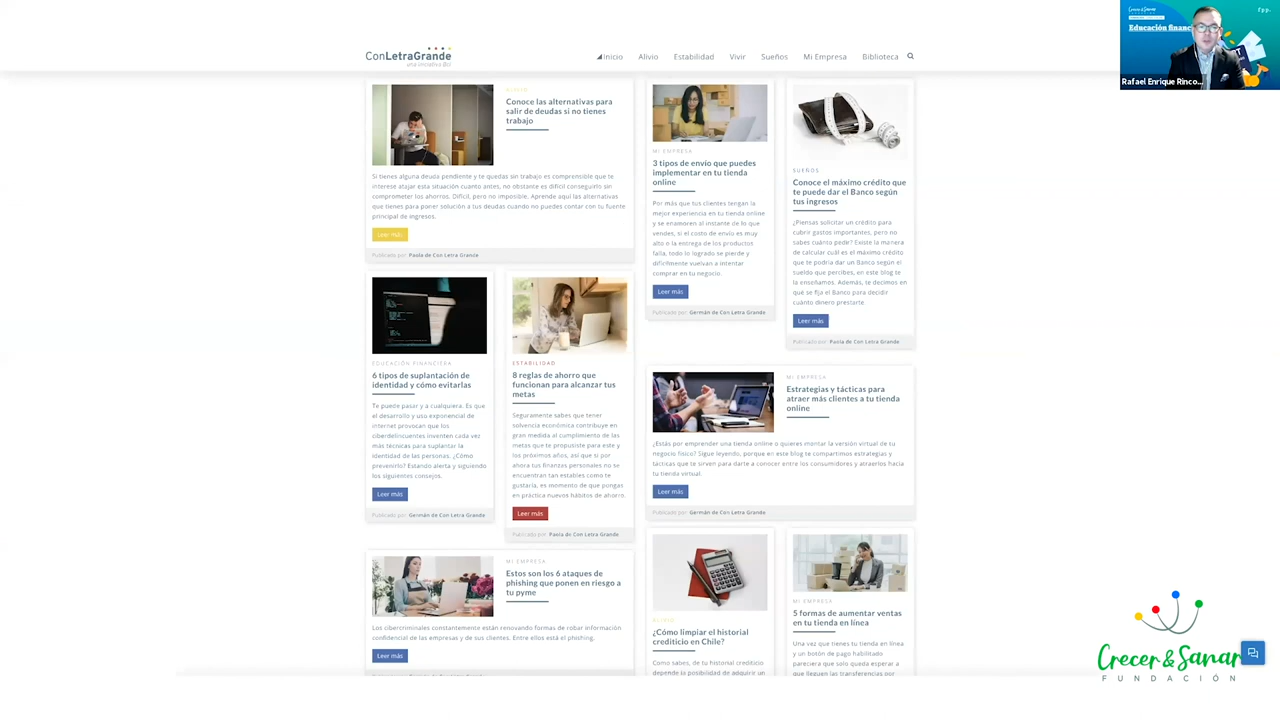 ConLetraGrande
una iniciativa Bci
Inicio
Alivio
Estabilidad
Vivir
Sueños
Mi Empresa
Biblioteca
Crecer & Sanar
fpp.
Educación financ
Rafael Enrique Rinco...
ALIVIO
Conoce las alternativas para
salir de deudas si no tienes
trabajo
Si tienes alguna deuda pendiente y te quedas sin trabajo es comprensible que te
interese atajar esta situación cuanto antes, no obstante es difícil conseguirlo sin
comprometer los ahorros. Difícil, pero no imposible. Aprende aquí las alternativas
que tienes para poner solución a tus deudas cuando no puedes contar con tu fuente
principal de ingresos.
Leer más
Publicado por: Paola de Con Letra Grande
MI EMPRESA
3 tipos de envío que puedes
implementar en tu tienda
online
Por más que tus clientes tengan la
mejor experiencia en tu tienda online
y se enamoren al instante de lo que
vendes, si el costo de envío es muy
alto o la entrega de los productos
falla, todo lo logrado se pierde y
difícilmente vuelvan a intentar
comprar en tu negocio.
Leer más
Publicado por: Germán de Con Letra Grande
SUEÑOS
Conoce el máximo crédito que
te puede dar el Banco según
tus ingresos
¿Piensas solicitar un crédito para
cubrir gastos importantes, pero no
sabes cuánto pedir? Existe la manera
de calcular cuál es el máximo crédito
que te podría dar un Banco según el
sueldo que percibes, en este blog te
la enseñamos. Además, te decimos en
qué se fija el Banco para decidir
cuánto dinero prestarte.
Leer más
Publicado por: Paola de Con Letra Grande
EDUCACIÓN FINANCIERA
6 tipos de suplantación de
identidad y cómo evitarlas
Te puede pasar y a cualquiera. Es que
el desarrollo y uso exponencial de
internet provocan que los
ciberdelincuentes inventen cada vez
más técnicas para suplantar la
identidad de las personas. ¿Cómo
prevenirlo? Estando alerta y siguiendo
los siguientes consejos.
Leer más
Publicado por: Germán de Con Letra Grande
ESTABILIDAD
8 reglas de ahorro que
funcionan para alcanzar tus
metas
Seguramente sabes que tener
solvencia económica contribuye en
gran medida al cumplimiento de las
metas que te propusiste para este y
los próximos años, así que si por
ahora tus finanzas personales no se
encuentran tan estables como te
gustaría, es momento de que pongas
en práctica nuevos hábitos de ahorro.
Leer más
Publicado por: Paola de Con Letra Grande
MI EMPRESA
Estrategias y tácticas para
atraer más clientes a tu tienda
online
¿Estás por emprender una tienda online o quieres montar la versión virtual de tu
negocio físico? Sigue leyendo, porque en este blog te compartimos estrategias y
tácticas que te sirven para darte a conocer entre los consumidores y atraerlos hacia
tu tienda virtual.
Leer más
Publicado por: Germán de Con Letra Grande
MI EMPRESA
Estos son los 6 ataques de
phishing que ponen en riesgo a
tu pyme
Los cibercriminales constantemente están renovando formas de robar información
confidencial de las empresas y de sus clientes. Entre ellos está el phishing.
Leer más
ALIVIO
¿Cómo limpiar el historial
crediticio en Chile?
Como sabes, de tu historial crediticio
depende la posibilidad de adquirir un
MI EMPRESA
5 formas de aumentar ventas
en tu tienda en línea
Una vez que tienes tu tienda en línea
y un botón de pago habilitado
pareciera que solo queda esperar a
que lleguen las transferencias por
Crecer & Sanar
FUNDACIÓN